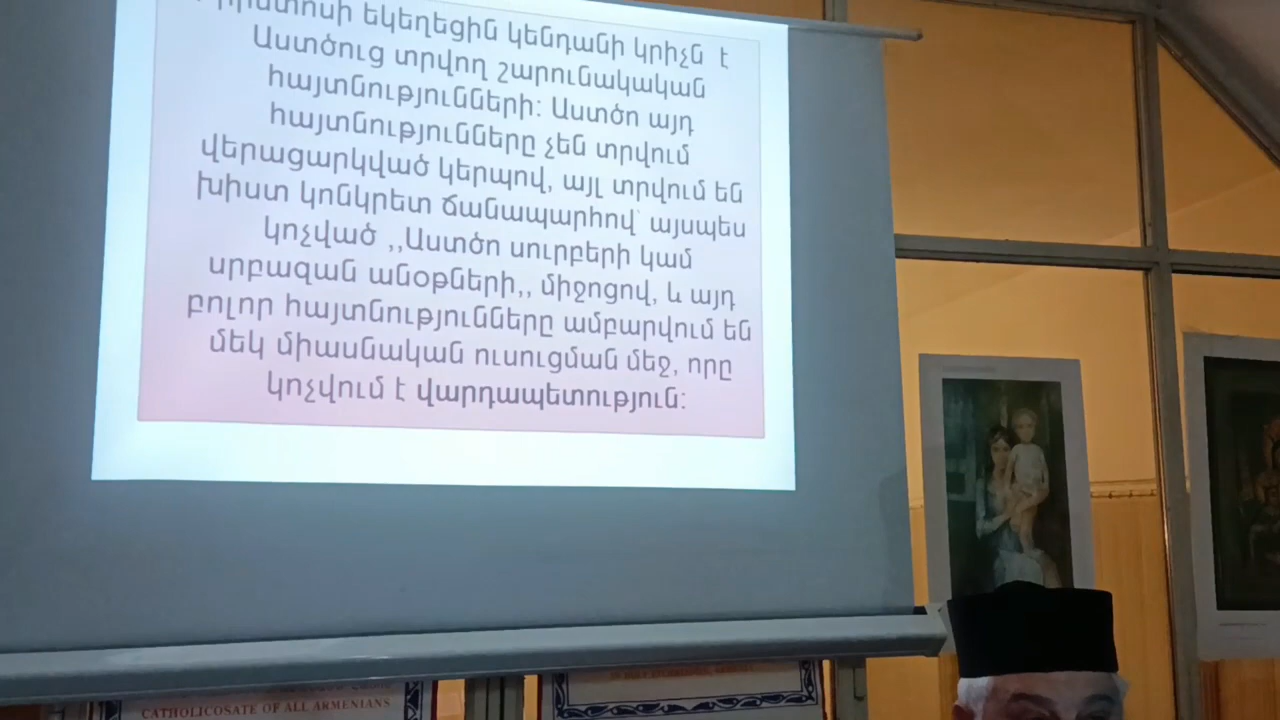 եկեղեցին կենդանի կրիչն է
Աստծուց տրվող շարունակական
հայտնությունների: Աստծո այդ
հայտնությունները չեն տրվում
վերացարկված կերպով, այլ տրվում են
խիստ կոնկրետ ճանապարհով՝ այսպես
կոչված ,,Աստծո սուրբերի կամ
սրբազան անօթների,, միջոցով, և այդ
բոլոր հայտնությունները ամբարվում են
մեկ միասնական ուսուցման մեջ, որը
կոչվում է վարդապետություն:
CATHOLICOSATE OF ALL ARMENIANS